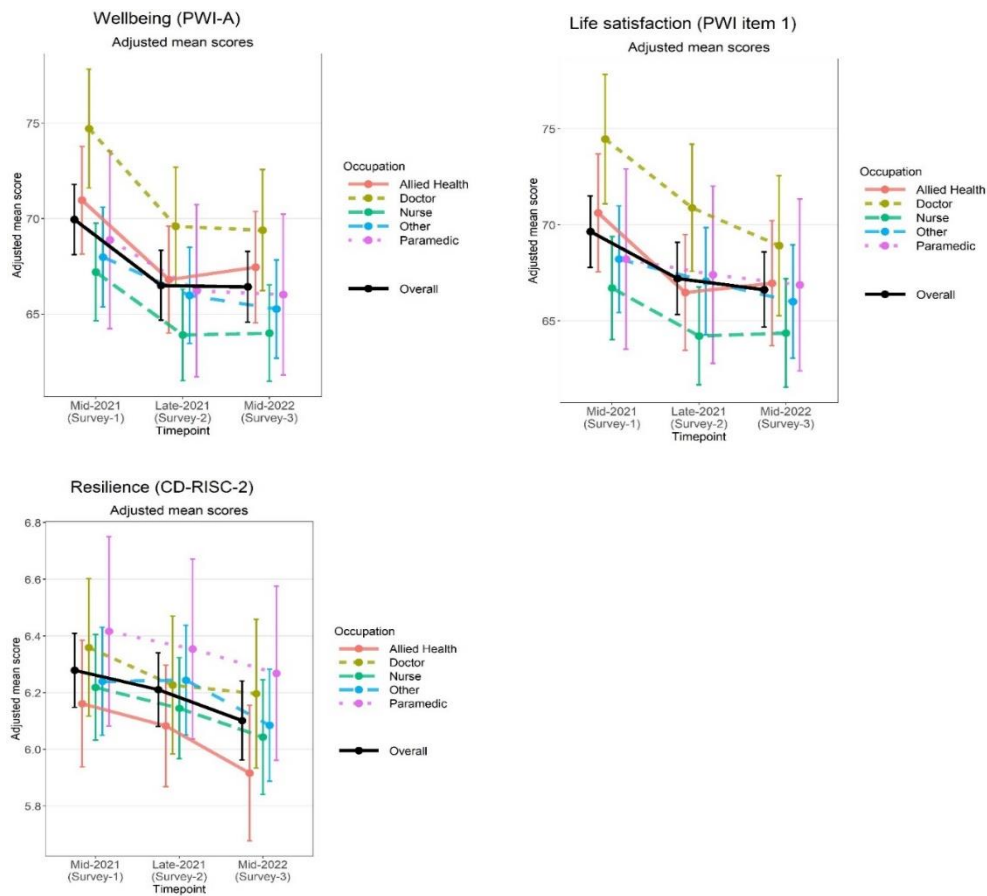 Wellbeing (PWI-A)
Adjusted mean scores
75
70
65
Adjusted mean score
Mid-2021
(Survey-1)
Late-2021
(Survey-2)
Mid-2022
(Survey-3)
Timepoint
Occupation
Allied Health
Doctor
Nurse
Other
Paramedic
Overall
Life satisfaction (PWI item 1)
Adjusted mean scores
75
70
65
Adjusted mean score
Mid-2021
(Survey-1)
Late-2021
(Survey-2)
Mid-2022
(Survey-3)
Timepoint
Occupation
Allied Health
Doctor
Nurse
Other
Paramedic
Overall
Resilience (CD-RISC-2)
Adjusted mean scores
6.8
6.6
6.4
6.2
6.0
5.8
Adjusted mean score
Mid-2021
(Survey-1)
Late-2021
(Survey-2)
Mid-2022
(Survey-3)
Timepoint
Occupation
Allied Health
Doctor
Nurse
Other
Paramedic
Overall